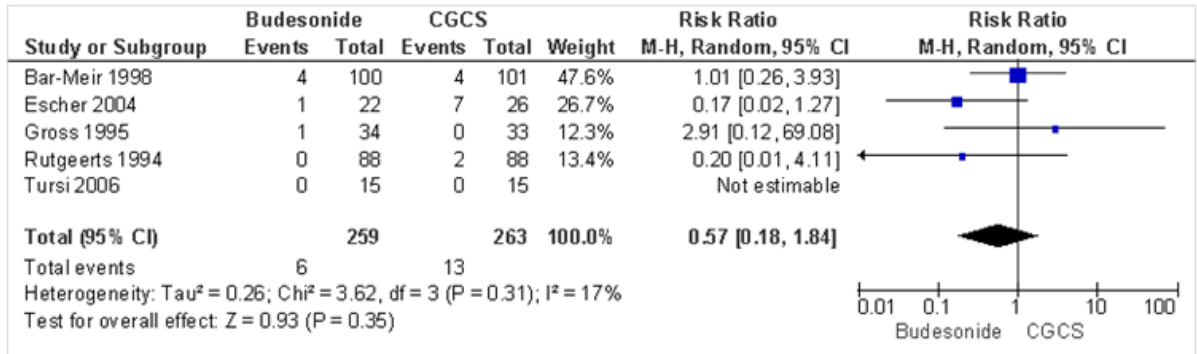 Budesonide CGCS Risk Ratio Risk Ratio
Study or Subgroup Events Total Events Total Weight M-H, Random, 95% CI M-H, Random, 95% CI
Bar-Meir 1998 4 100 4 101 47.6% 1.01 [0.26, 3.93]
Escher 2004 1 22 7 26 26.7% 0.17 [0.02, 1.27]
Gross 1995 1 34 0 33 12.3% 2.91 [0.12, 69.08]
Rutgeerts 1994 0 88 2 88 13.4% 0.20 [0.01, 4.11]
Tursi 2006 0 15 0 15 Not estimable
Total (95% CI) 259 263 100.0% 0.57 [0.18, 1.84]
Total events 6 13
Heterogeneity: Tau² = 0.26; Chi² = 3.62, df = 3 (P = 0.31); I² = 17%
Test for overall effect: Z = 0.93 (P = 0.35)
0.01 0.1 1 10 100
Budesonide CGCS